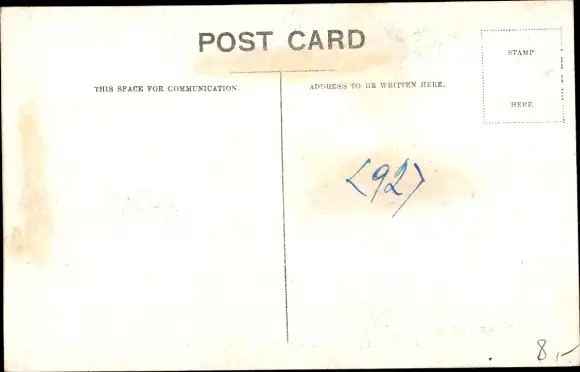 POST CARD
THIS SPACE FOR COMMUNICATION.
ADDRESS TO BE WRITTEN HERE.
STAMP
HERE
<92>
8,-